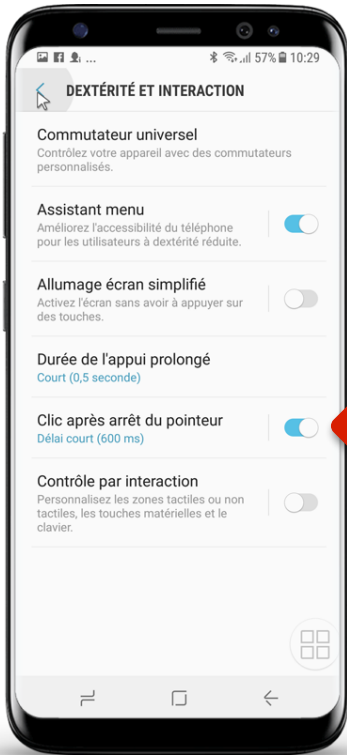 ... 57% 10:29
DEXTÉRITÉ ET INTERACTION
Commutateur universel
Contrôlez votre appareil avec des commutateurs
personnalisés.
Assistant menu
Améliorez l'accessibilité du téléphone
pour les utilisateurs à dextérité réduite.
Allumage écran simplifié
Activez l'écran sans avoir à appuyer sur
des touches.
Durée de l'appui prolongé
Court (0,5 seconde)
Clic après arrêt du pointeur
Délai court (600 ms)
Contrôle par interaction
Personnalisez les zones tactiles ou non
tactiles, les touches matérielles et le
clavier.